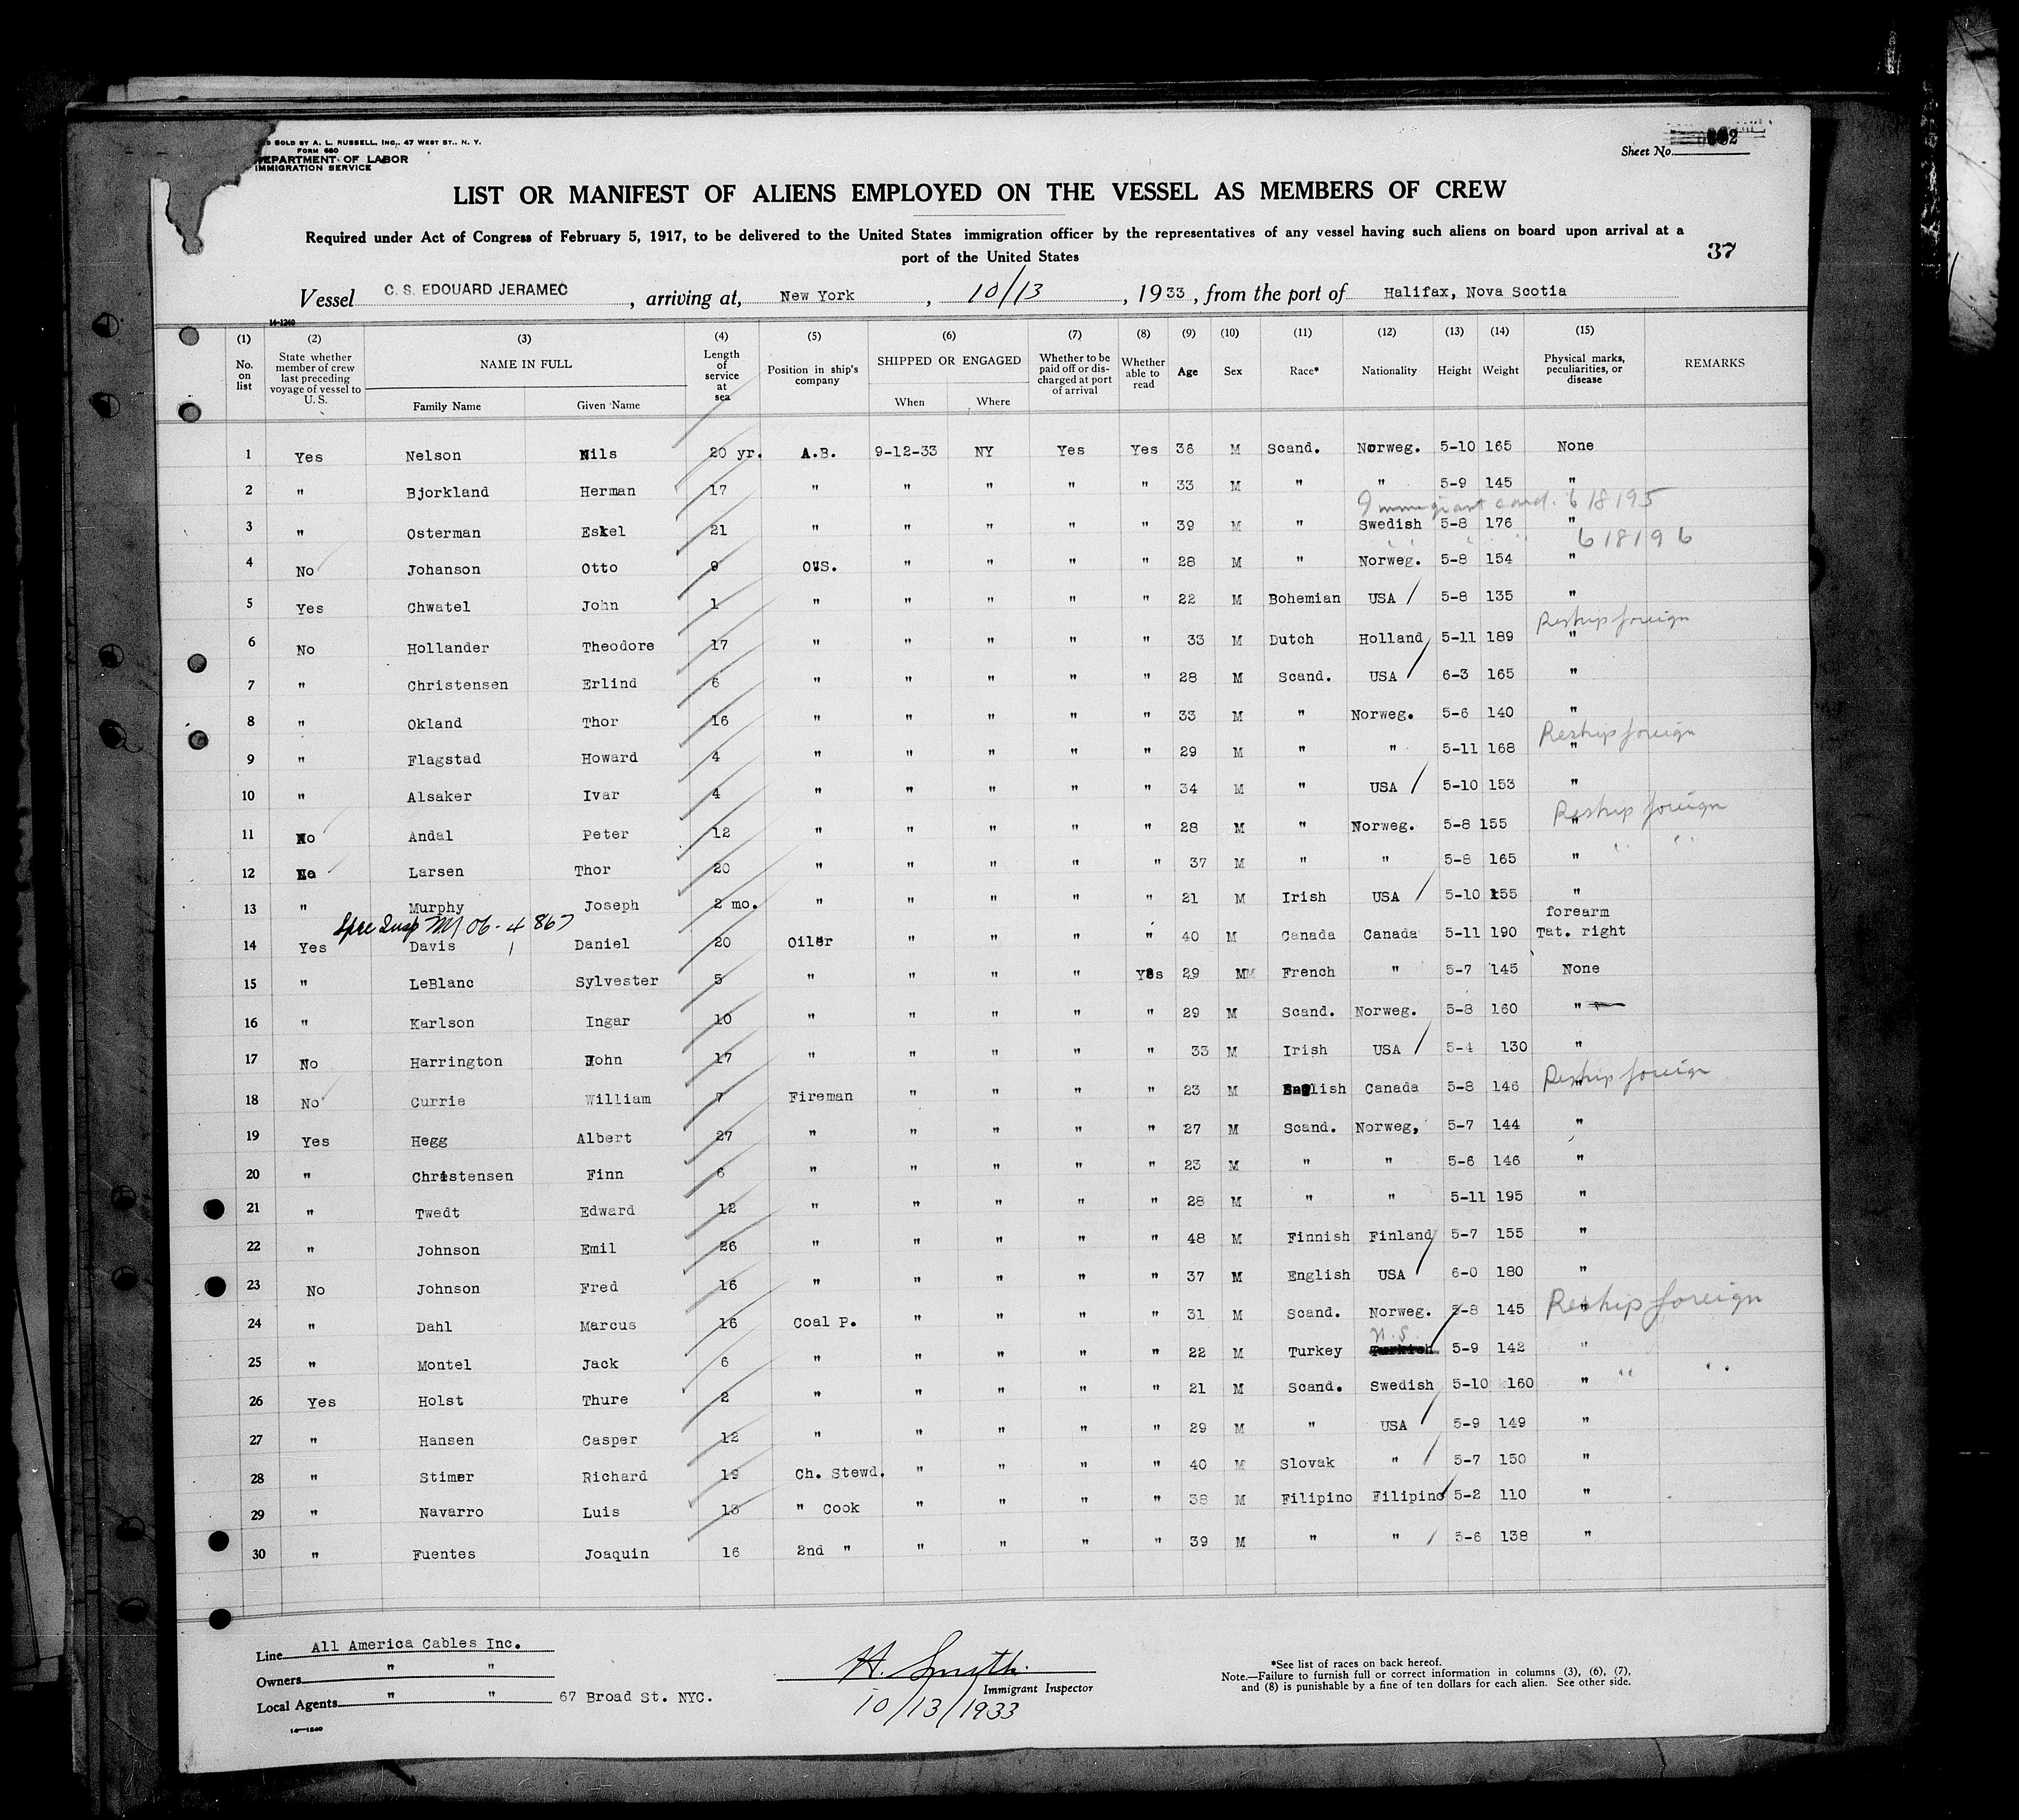 SOLD BY A. L. RUSSELL, INC., 47 WEST ST., N. Y.
FORM 680
DEPARTMENT OF LABOR
IMMIGRATION SERVICE
Sheet No. 2
LIST OR MANIFEST OF ALIENS EMPLOYED ON THE VESSEL AS MEMBERS OF CREW
Required under Act of Congress of February 5, 1917, to be delivered to the United States immigration officer by the representatives of any vessel having such aliens on board upon arrival at a
port of the United States
37
Vessel C. S. EDOUARD JERAMEC, arriving at, New York, 10/13, 1933, from the port of Halifax, Nova Scotia
14-1240
(1) No. on list (2) State whether member of crew last preceding voyage of vessel to U. S. (3) NAME IN FULL Family Name Given Name (4) Length of service at sea (5) Position in ship's company (6) SHIPPED OR ENGAGED When Where (7) Whether to be paid off or discharged at port of arrival (8) Whether able to read (9) Age (10) Sex (11) Race* (12) Nationality (13) Height (14) Weight (15) Physical marks, peculiarities, or disease REMARKS
1 Yes Nelson Nils 20 yr. A.B. 9-12-33 NY Yes Yes 36 M Scand. Norweg. 5-10 165 None
2 " Bjorkland Herman 17 " " " " " 33 M " " 5-9 145 "
Immigrant card. 618195
3 " Osterman Eskel 21 " " " " " 39 M " Swedish 5-8 176 "
" " " " 618196
4 No Johanson Otto 9 O.S. " " " " 28 M " Norweg. 5-8 154 "
5 Yes Chwatel John 1 " " " " " 22 M Bohemian USA / 5-8 135 "
Reship foreign
6 No Hollander Theodore 17 " " " " " 33 M Dutch Holland 5-11 189 "
7 " Christensen Erlind 6 " " " " " 28 M Scand. USA / 6-3 165 "
8 " Okland Thor 16 " " " " " 33 M " Norweg. 5-6 140 "
Reship foreign
9 " Flagstad Howard 4 " " " " " 29 M " " 5-11 168 "
10 " Alsaker Ivar 4 " " " " " 34 M " USA / 5-10 153 "
Reship foreign
11 No Andal Peter 12 " " " " " 28 M " Norweg. 5-8 155 "
" "
12 No Larsen Thor 20 " " " " " 37 M " " 5-8 165 "
13 " Murphy Joseph 2 mo. " " " " " 21 M Irish USA / 5-10 155 "
Spec Insp M 06-4867
forearm
14 Yes Davis Daniel 20 Oiler " " " " 40 M Canada Canada 5-11 190 Tat. right
15 " LeBlanc Sylvester 5 " " " " Yes 29 M French " 5-7 145 None
16 " Karlson Ingar 10 " " " " " 29 M Scand. Norweg. 5-8 160 "
17 No Harrington John 17 " " " " " 33 M Irish USA / 5-4 130 "
Reship foreign
18 No Currie William 7 Fireman " " " " 23 M English Canada 5-8 146 "
19 Yes Hegg Albert 27 " " " " " 27 M Scand. Norweg, 5-7 144 "
20 " Christensen Finn 6 " " " " " 23 M " " 5-6 146 "
21 " Twedt Edward 12 " " " " " 28 M " " 5-11 195 "
22 " Johnson Emil 26 " " " " " 48 M Finnish Finland 5-7 155 "
23 No Johnson Fred 16 " " " " " 37 M English USA / 6-0 180 "
Reship foreign
24 " Dahl Marcus 16 Coal P. " " " " 31 M Scand. Norweg. 5-8 145 "
25 " Montel Jack 6 " " " " " 22 M Turkey Turkish 5-9 142 "
" "
26 Yes Holst Thure 2 " " " " " 21 M Scand. Swedish 5-10 160 "
27 " Hansen Casper 12 " " " " " 29 M " USA / 5-9 149 "
28 " Stimer Richard 19 Ch. Stewd. " " " " 40 M Slovak " / 5-7 150 "
29 " Navarro Luis 13 " Cook " " " " 38 M Filipino Filipino 5-2 110 "
30 " Fuentes Joaquin 16 2nd " " " " " 39 M " " / 5-6 138 "
Line All America Cables Inc.
Owners " "
Local Agents " " 67 Broad St. NYC.
14-1240
H. Smyth.
Immigrant Inspector
10/13/1933
*See list of races on back hereof.
Note.—Failure to furnish full or correct information in columns (3), (6), (7),
and (8) is punishable by a fine of ten dollars for each alien. See other side.